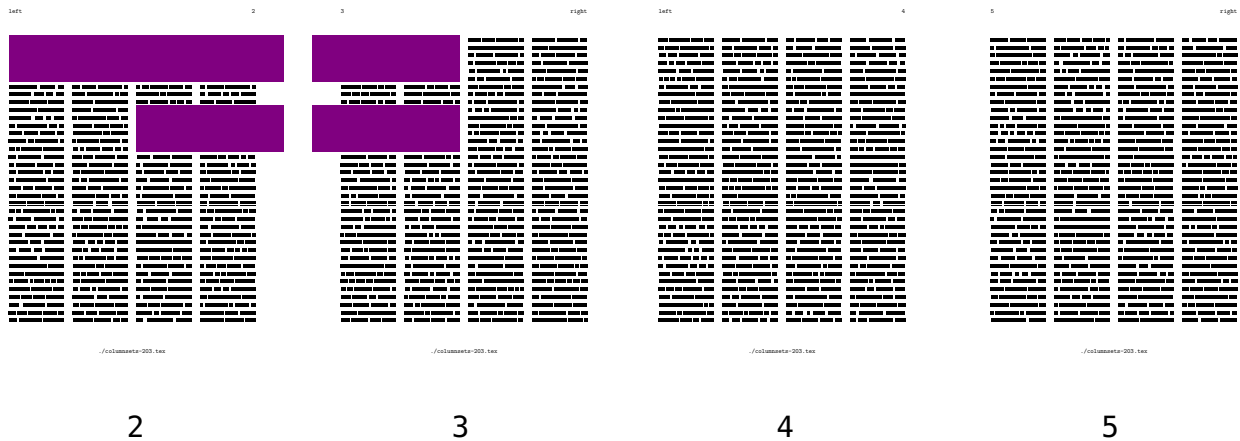 left 2 3 right left 4 5 right
./columnsets-203.tex ./columnsets-203.tex ./columnsets-203.tex ./columnsets-203.tex
2 3 4 5